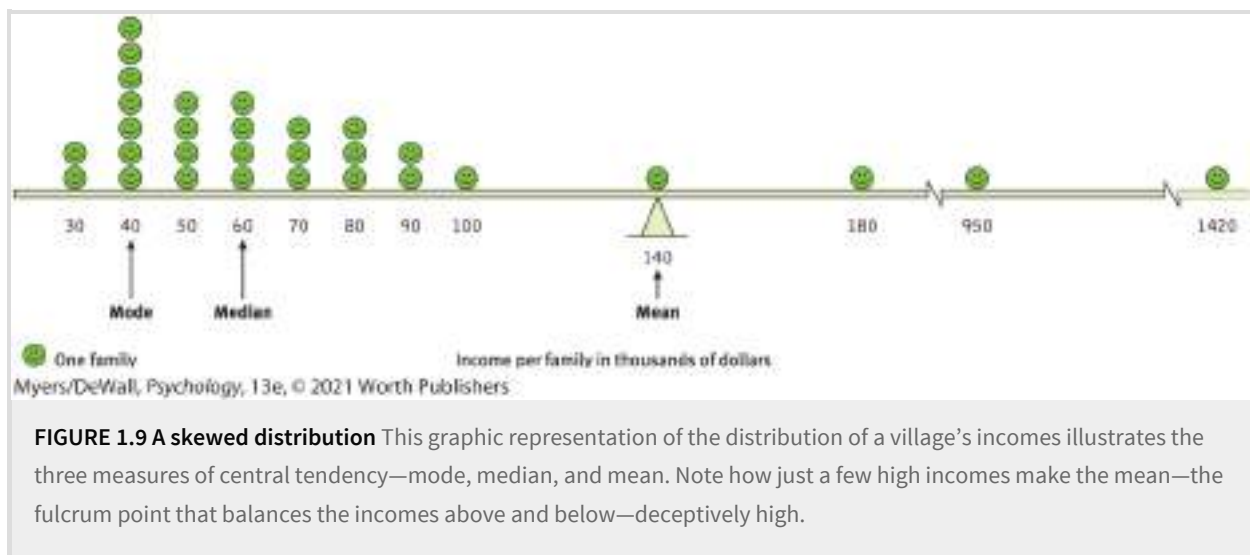 30 40 50 60 70 80 90 100 180 950 1420
140
Mode Median Mean
One family Income per family in thousands of dollars
Myers/DeWall, Psychology, 13e, © 2021 Worth Publishers
FIGURE 1.9 A skewed distribution This graphic representation of the distribution of a village’s incomes illustrates the
three measures of central tendency—mode, median, and mean. Note how just a few high incomes make the mean—the
fulcrum point that balances the incomes above and below—deceptively high.